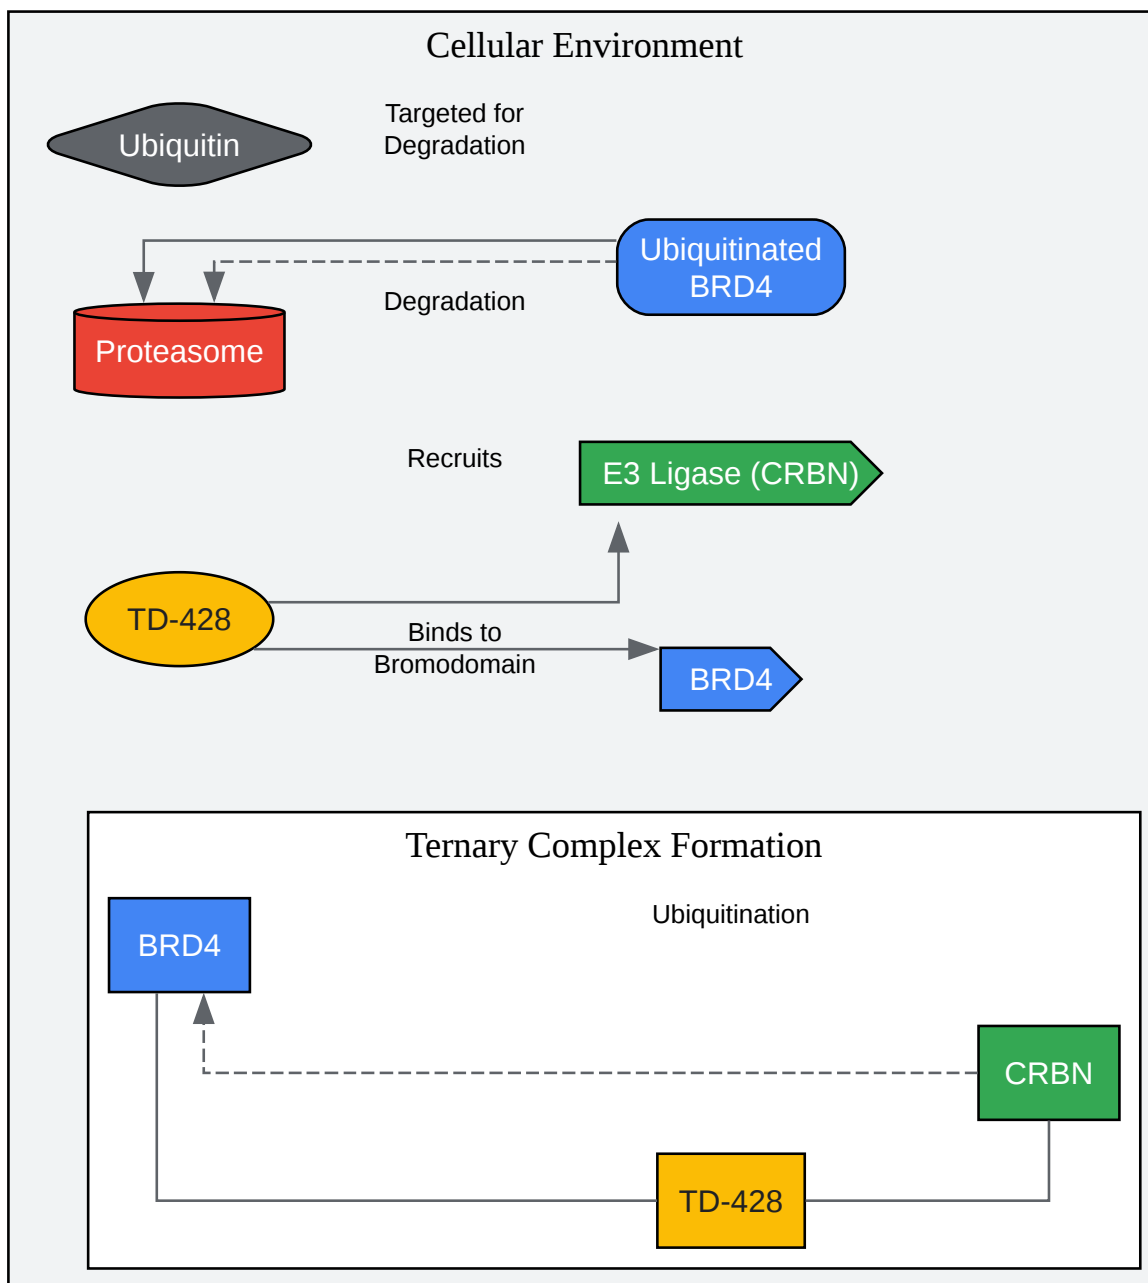 Cellular Environment
Ubiquitin
Targeted for
Degradation
Ubiquitinated
BRD4
Degradation
Proteasome
Recruits
E3 Ligase (CRBN)
TD-428
Binds to
Bromodomain
BRD4
Ternary Complex Formation
Ubiquitination
BRD4
CRBN
TD-428